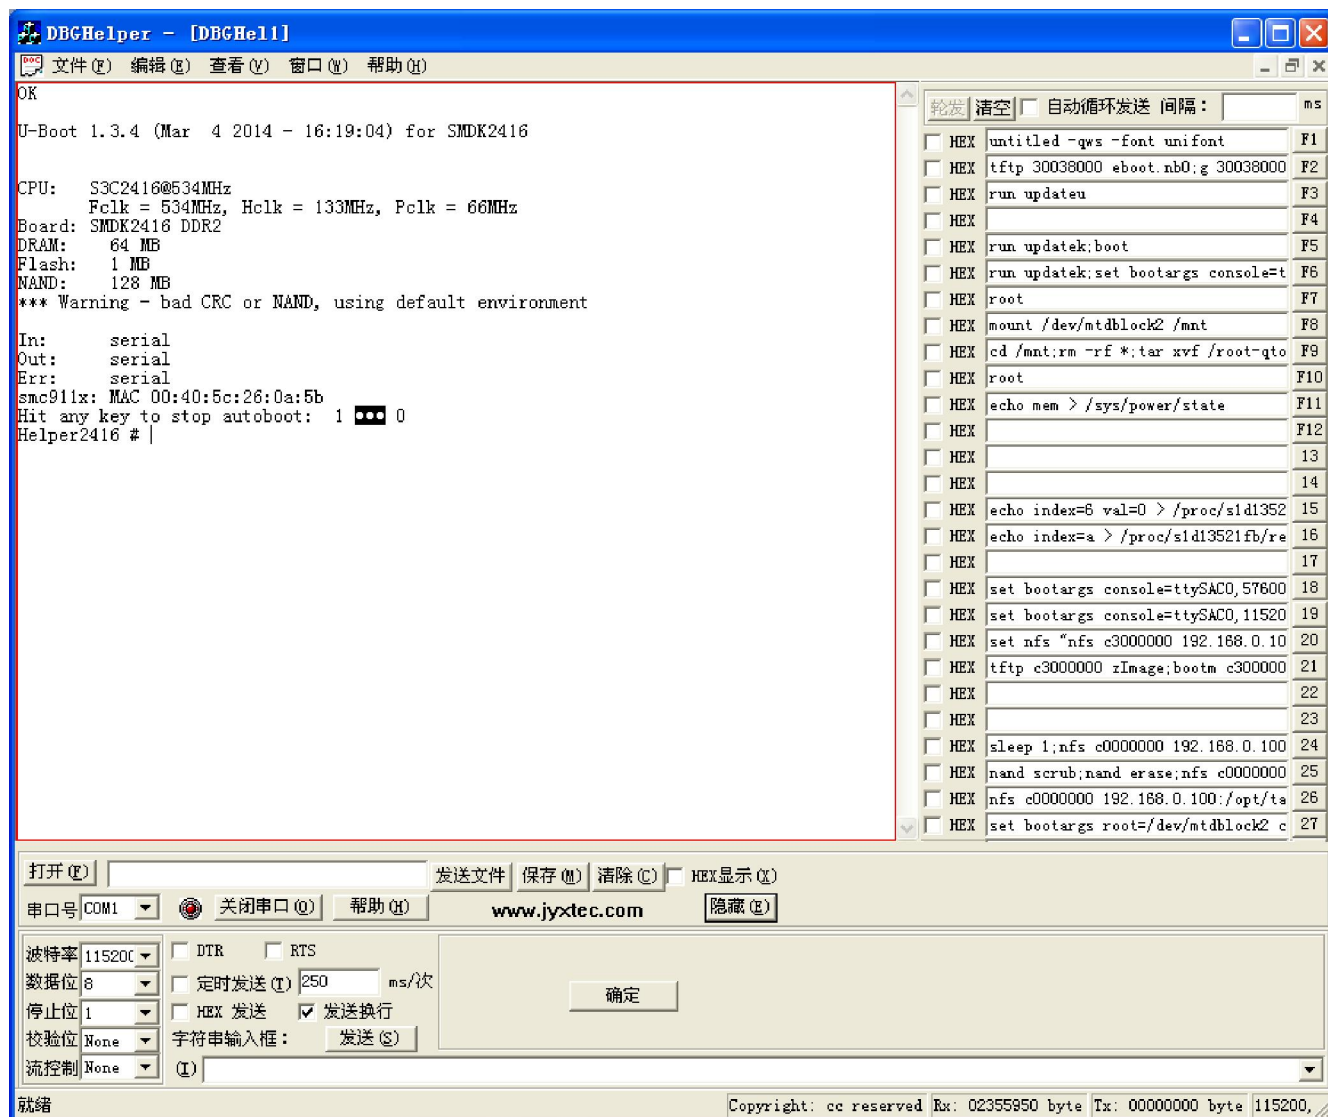 DBGHelper - [DBGHel1]
文件(F) 编辑(E) 查看(V) 窗口(W) 帮助(H)
OK
U-Boot 1.3.4 (Mar  4 2014 - 16:19:04) for SMDK2416
CPU:    S3C2416@534MHz
Fclk = 534MHz, Hclk = 133MHz, Pclk = 66MHz
Board: SMDK2416 DDR2
DRAM:     64 MB
Flash:    1 MB
NAND:     128 MB
*** Warning - bad CRC or NAND, using default environment
In:       serial
Out:      serial
Err:      serial
smc911x: MAC 00:40:5c:26:0a:5b
Hit any key to stop autoboot:  1 ••• 0
Helper2416 #
轮发 清空 自动循环发送 间隔: ms
HEX untitled -qws -font unifont F1
HEX tftp 30038000 eboot.nb0;g 30038000 F2
HEX run updateu F3
HEX F4
HEX run updatek;boot F5
HEX run updatek;set bootargs console=t F6
HEX root F7
HEX mount /dev/mtdblock2 /mnt F8
HEX cd /mnt;rm -rf *;tar xvf /root-qto F9
HEX root F10
HEX echo mem > /sys/power/state F11
HEX F12
HEX 13
HEX 14
HEX echo index=6 val=0 > /proc/s1d1352 15
HEX echo index=a > /proc/s1d13521fb/re 16
HEX 17
HEX set bootargs console=ttySAC0,57600 18
HEX set bootargs console=ttySAC0,11520 19
HEX set nfs "nfs c3000000 192.168.0.10 20
HEX tftp c3000000 zImage;bootm c300000 21
HEX 22
HEX 23
HEX sleep 1;nfs c0000000 192.168.0.100 24
HEX nand scrub;nand erase;nfs c0000000 25
HEX nfs c0000000 192.168.0.100:/opt/ta 26
HEX set bootargs root=/dev/mtdblock2 c 27
打开(F) 发送文件 保存(M) 清除(C) HEX显示(X)
串口号 COM1 关闭串口(Q) 帮助(H) www.jyxtec.com 隐藏(E)
波特率 11520 DTR RTS
数据位 8 定时发送(T) 250 ms/次
停止位 1 HEX 发送 发送换行
校验位 None 字符串输入框: 发送(S)
确定
流控制 None (I)
就绪 Copyright: cc reserved Rx: 02355950 byte Tx: 00000000 byte 115200,